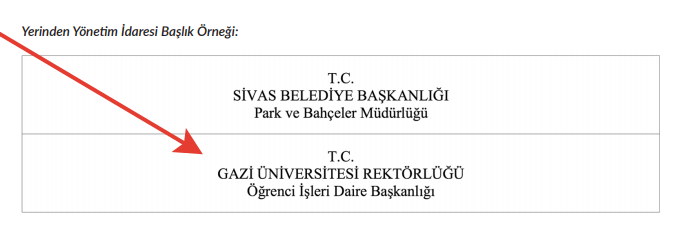 Yerinden Yönetim İdaresi Başlık Örneği:
T.C.
SİVAS BELEDİYE BAŞKANLIĞI
Park ve Bahçeler Müdürlüğü
T.C.
GAZİ ÜNİVERSİTESİ REKTÖRLÜĞÜ
Öğrenci İşleri Daire Başkanlığı